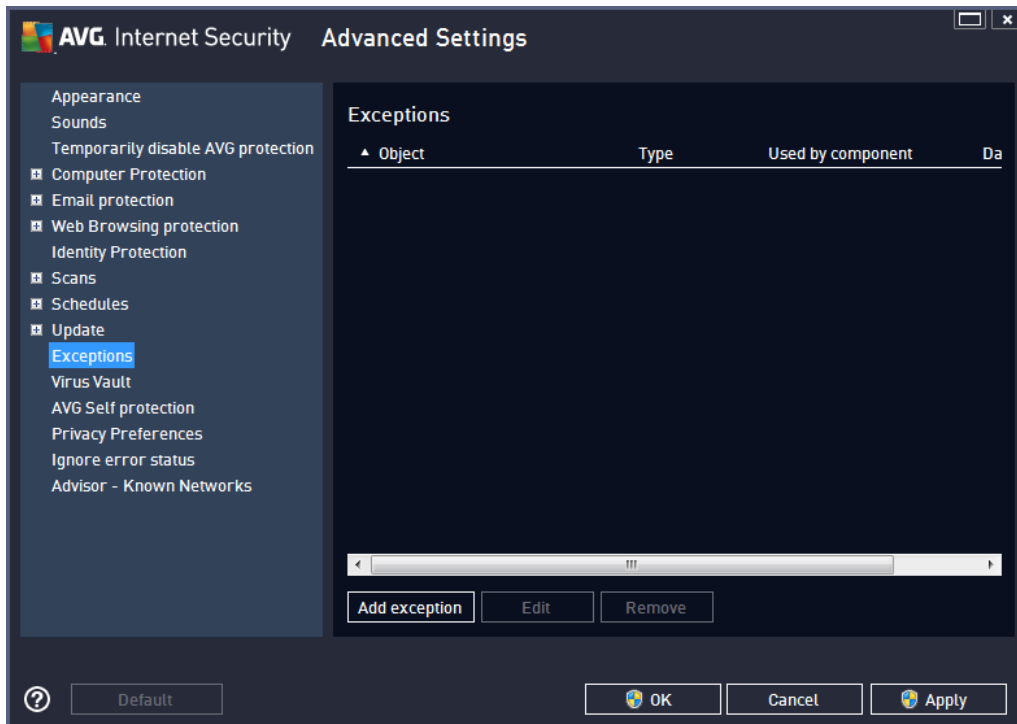 AVG. Internet Security Advanced Settings
Appearance
Sounds
Temporarily disable AVG protection
Computer Protection
Email protection
Web Browsing protection
Identity Protection
Scans
Schedules
Update
Exceptions
Virus Vault
AVG Self protection
Privacy Preferences
Ignore error status
Advisor - Known Networks
Exceptions
Object Type Used by component Da
Add exception Edit Remove
Default OK Cancel Apply